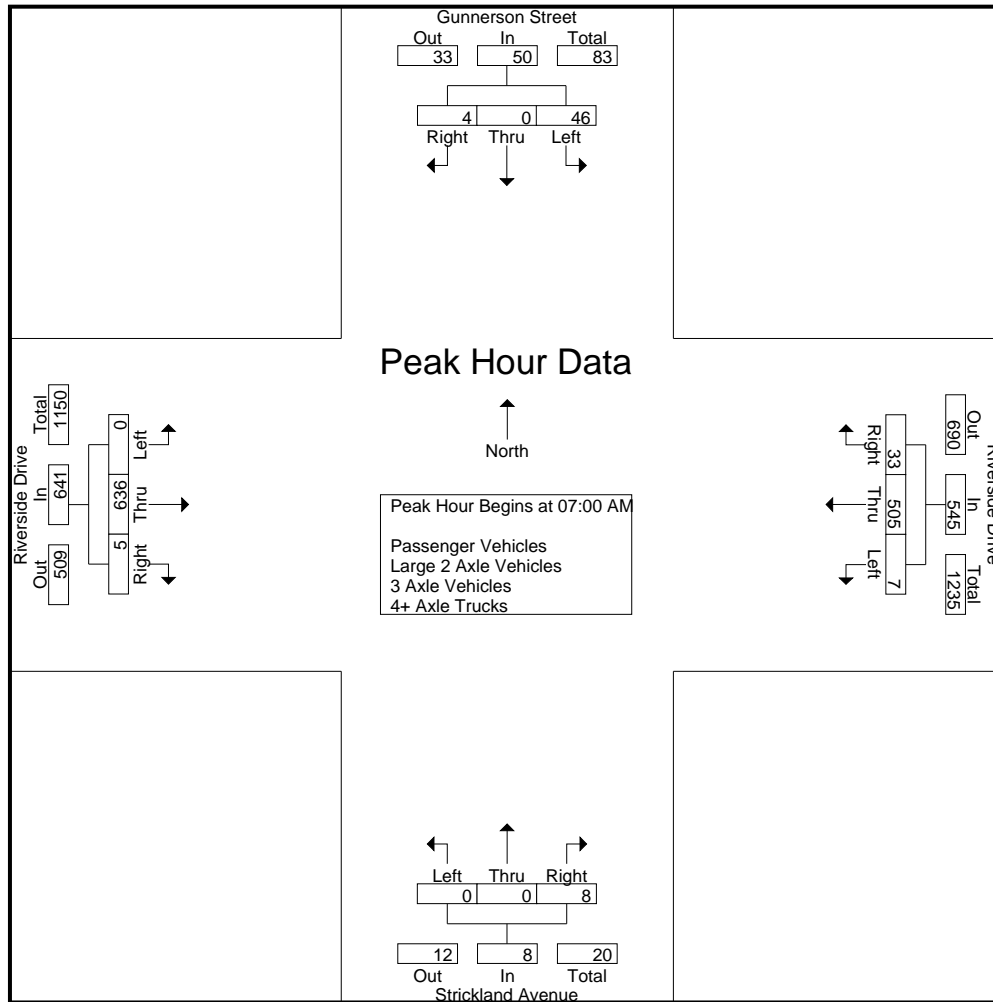 Gunnerson Street
Out In Total
33 50 83
4 0 46
Right Thru Left
Peak Hour Data
North
Peak Hour Begins at 07:00 AM
Passenger Vehicles
Large 2 Axle Vehicles
3 Axle Vehicles
4+ Axle Trucks
Riverside Drive
Out In Total
509 641 1150
5 636 0
Right Thru Left
Riverside Drive
Out In Total
690 545 1235
33 505 7
Right Thru Left
Left Thru Right
0 0 8
12 8 20
Out In Total
Strickland Avenue